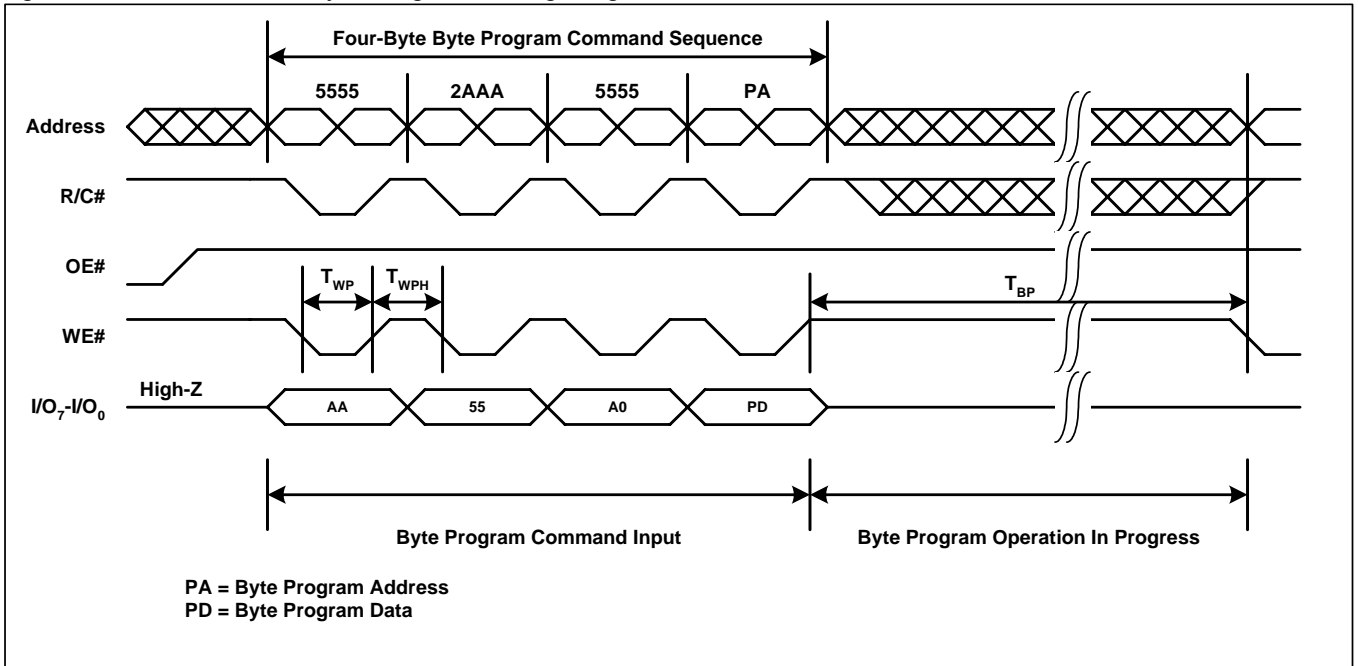 Four-Byte Byte Program Command Sequence
5555 2AAA 5555 PA
Address
R/C#
OE#
TWP TWPH TBP
WE#
High-Z
I/O7-I/O0 AA 55 A0 PD
Byte Program Command Input Byte Program Operation In Progress
PA = Byte Program Address
PD = Byte Program Data